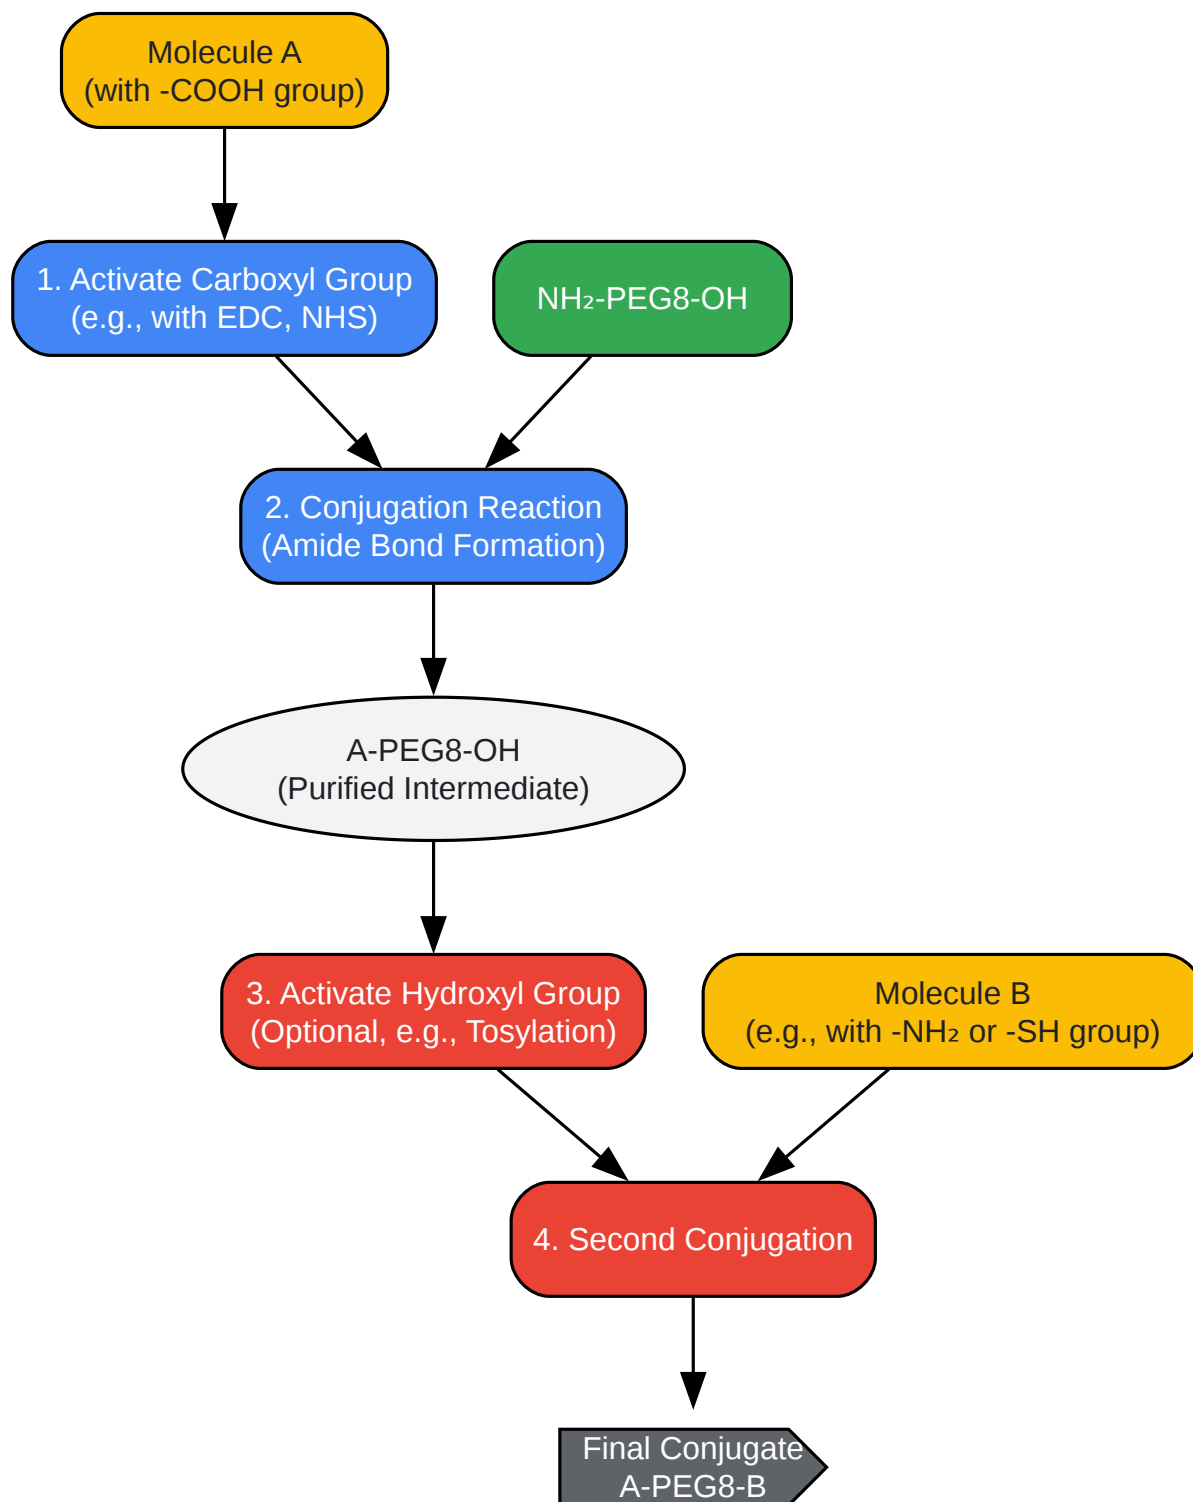 Molecule A
(with -COOH group)
1. Activate Carboxyl Group
(e.g., with EDC, NHS)
NH₂-PEG8-OH
2. Conjugation Reaction
(Amide Bond Formation)
A-PEG8-OH
(Purified Intermediate)
3. Activate Hydroxyl Group
(Optional, e.g., Tosylation)
Molecule B
(e.g., with -NH₂ or -SH group)
4. Second Conjugation
Final Conjugate
A-PEG8-B